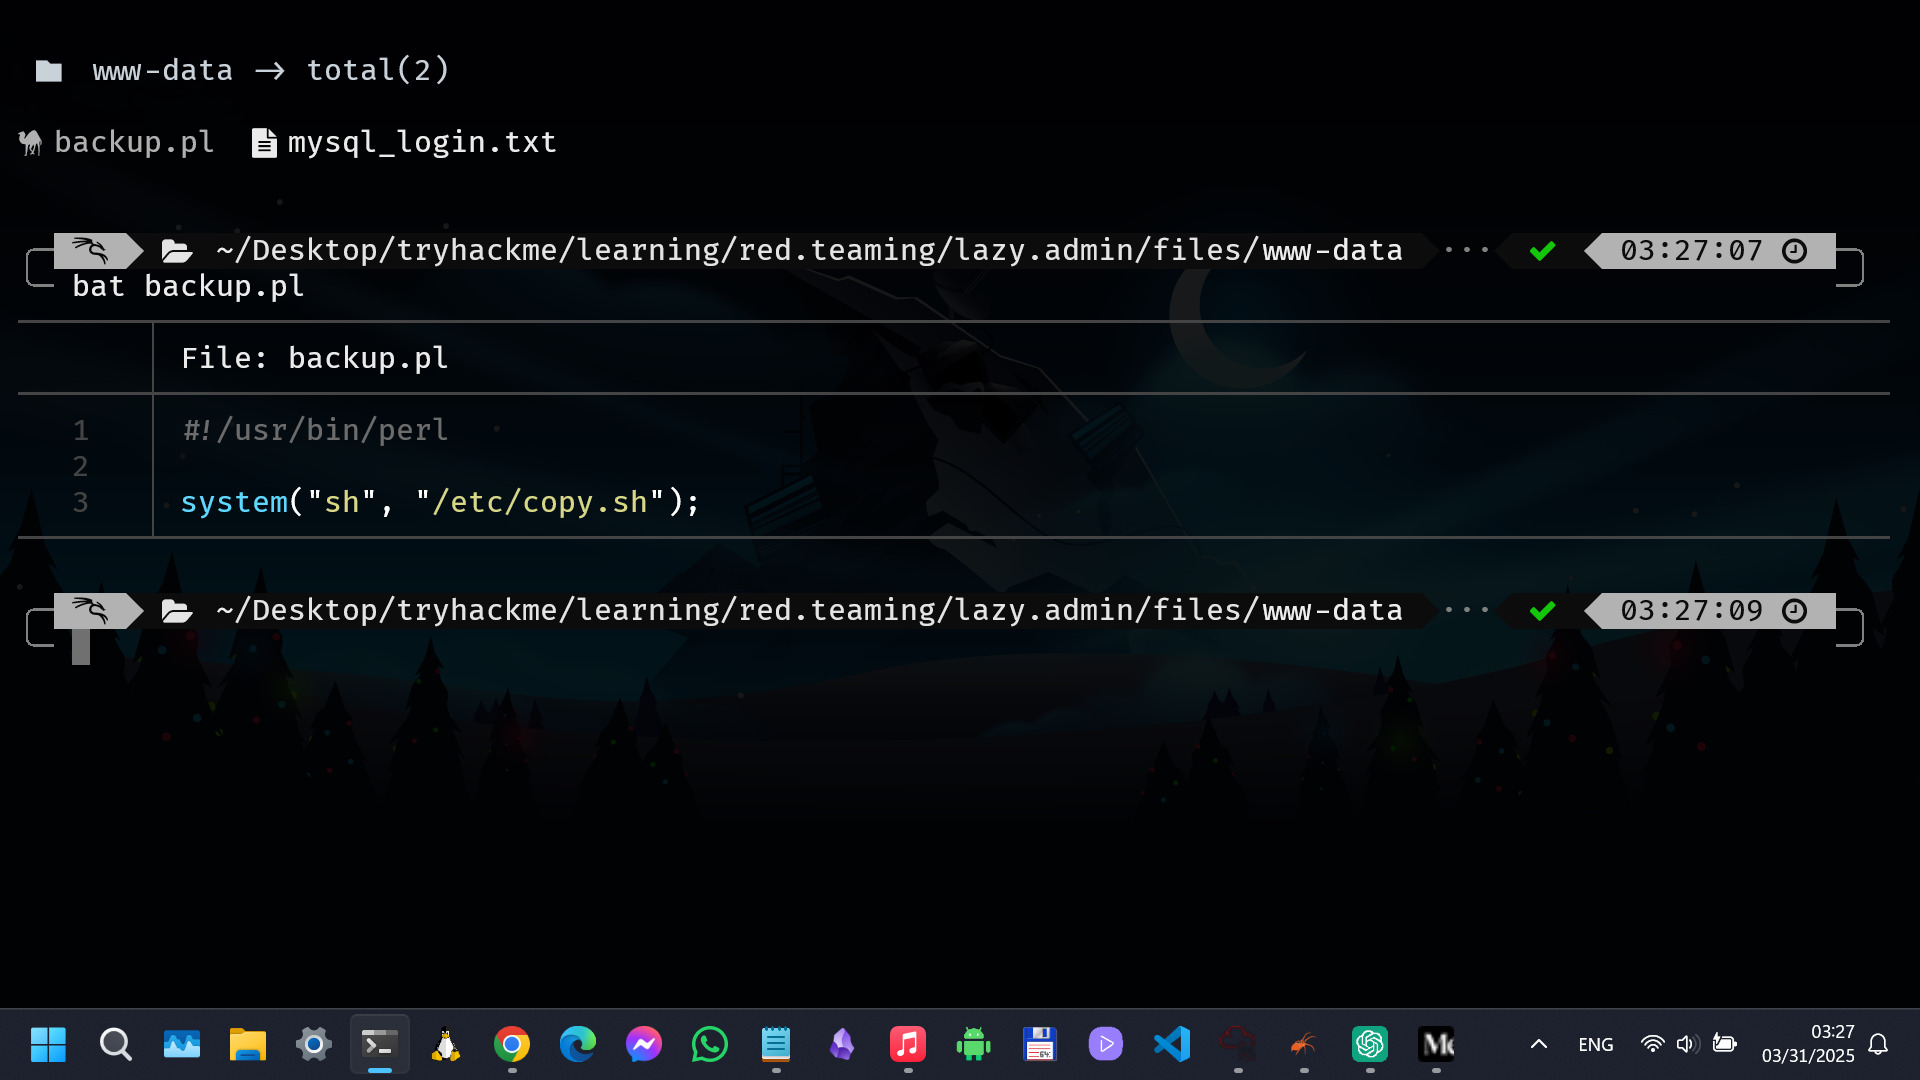 www-data → total(2)
backup.pl mysql_login.txt
~/Desktop/tryhackme/learning/red.teaming/lazy.admin/files/www-data ··· ✔ 03:27:07
bat backup.pl
File: backup.pl
1 #!/usr/bin/perl
2
3 system("sh", "/etc/copy.sh");
~/Desktop/tryhackme/learning/red.teaming/lazy.admin/files/www-data ··· ✔ 03:27:09
64
Me
ENG
03:27
03/31/2025